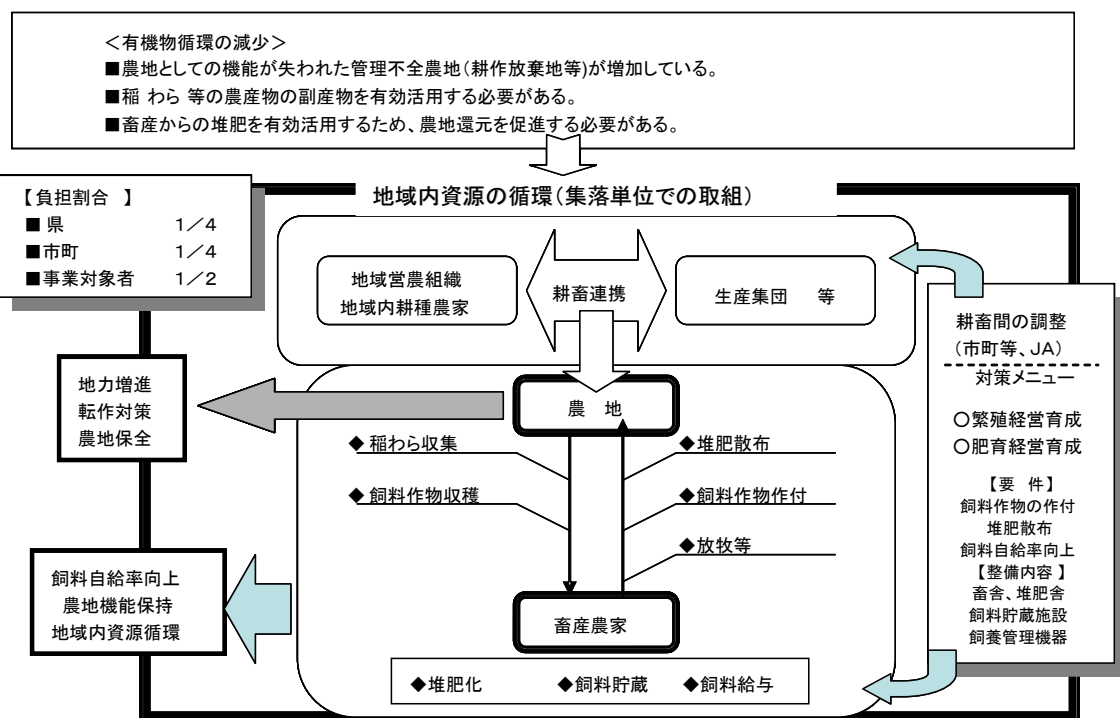 ＜有機物循環の減少＞
■農地としての機能が失われた管理不全農地（耕作放棄地等)が増加している。
■稲 わら 等の農産物の副産物を有効活用する必要がある。
■畜産からの堆肥を有効活用するため、農地還元を促進する必要がある。
【負担割合 】
■ 県 １／４
■市町 １／４
■事業対象者 １／２
地域内資源の循環（集落単位での取組）
地域営農組織
地域内耕種農家
耕畜連携
生産集団 等
耕畜間の調整
（市町等、JA）
対策メニュー
○繁殖経営育成
○肥育経営育成
【要 件】
飼料作物の作付
堆肥散布
飼料自給率向上
【整備内容 】
畜舎、堆肥舎
飼料貯蔵施設
飼養管理機器
地力増進
転作対策
農地保全
農 地
◆ 稲わら収集
◆ 飼料作物収穫
◆堆肥散布
◆飼料作物作付
◆放牧等
飼料自給率向上
農地機能保持
地域内資源循環
畜産農家
◆堆肥化 ◆飼料貯蔵 ◆飼料給与